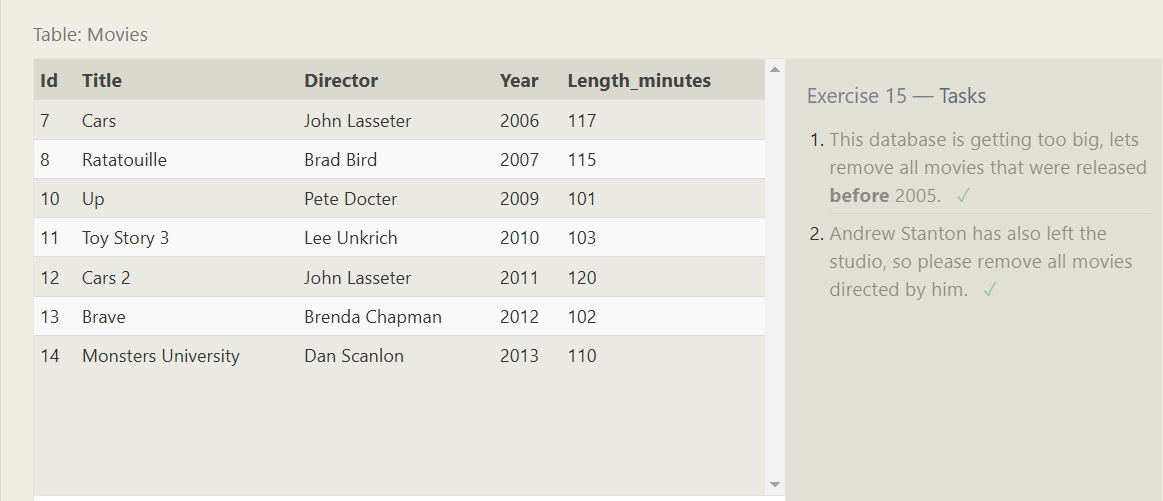 Table: Movies
Id Title Director Year Length_minutes
7 Cars John Lasseter 2006 117
8 Ratatouille Brad Bird 2007 115
10 Up Pete Docter 2009 101
11 Toy Story 3 Lee Unkrich 2010 103
12 Cars 2 John Lasseter 2011 120
13 Brave Brenda Chapman 2012 102
14 Monsters University Dan Scanlon 2013 110
Exercise 15 — Tasks
1. This database is getting too big, lets
remove all movies that were released
before 2005. ✓
2. Andrew Stanton has also left the
studio, so please remove all movies
directed by him. ✓